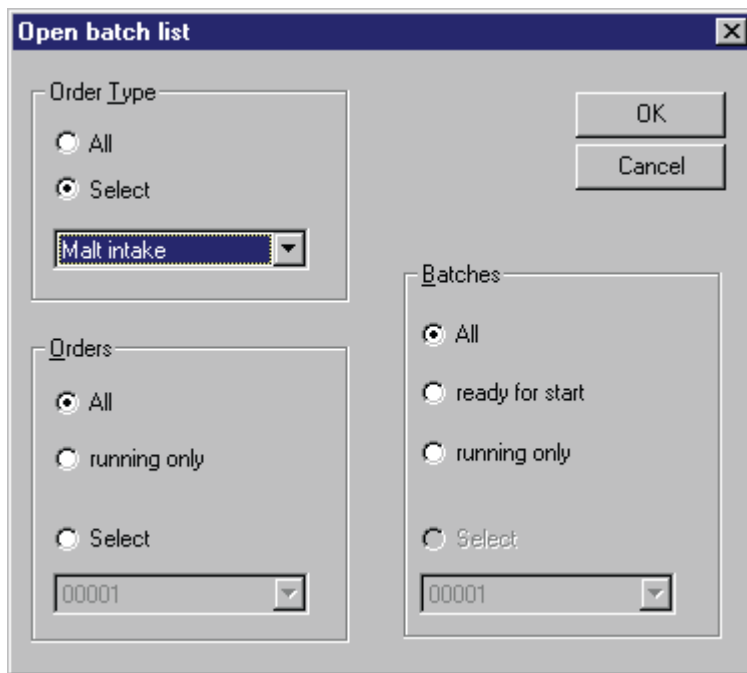 Open batch list
Order Type
All
Select
Malt intake
OK
Cancel
Orders
All
running only
Select
00001
Batches
All
ready for start
running only
Select
00001